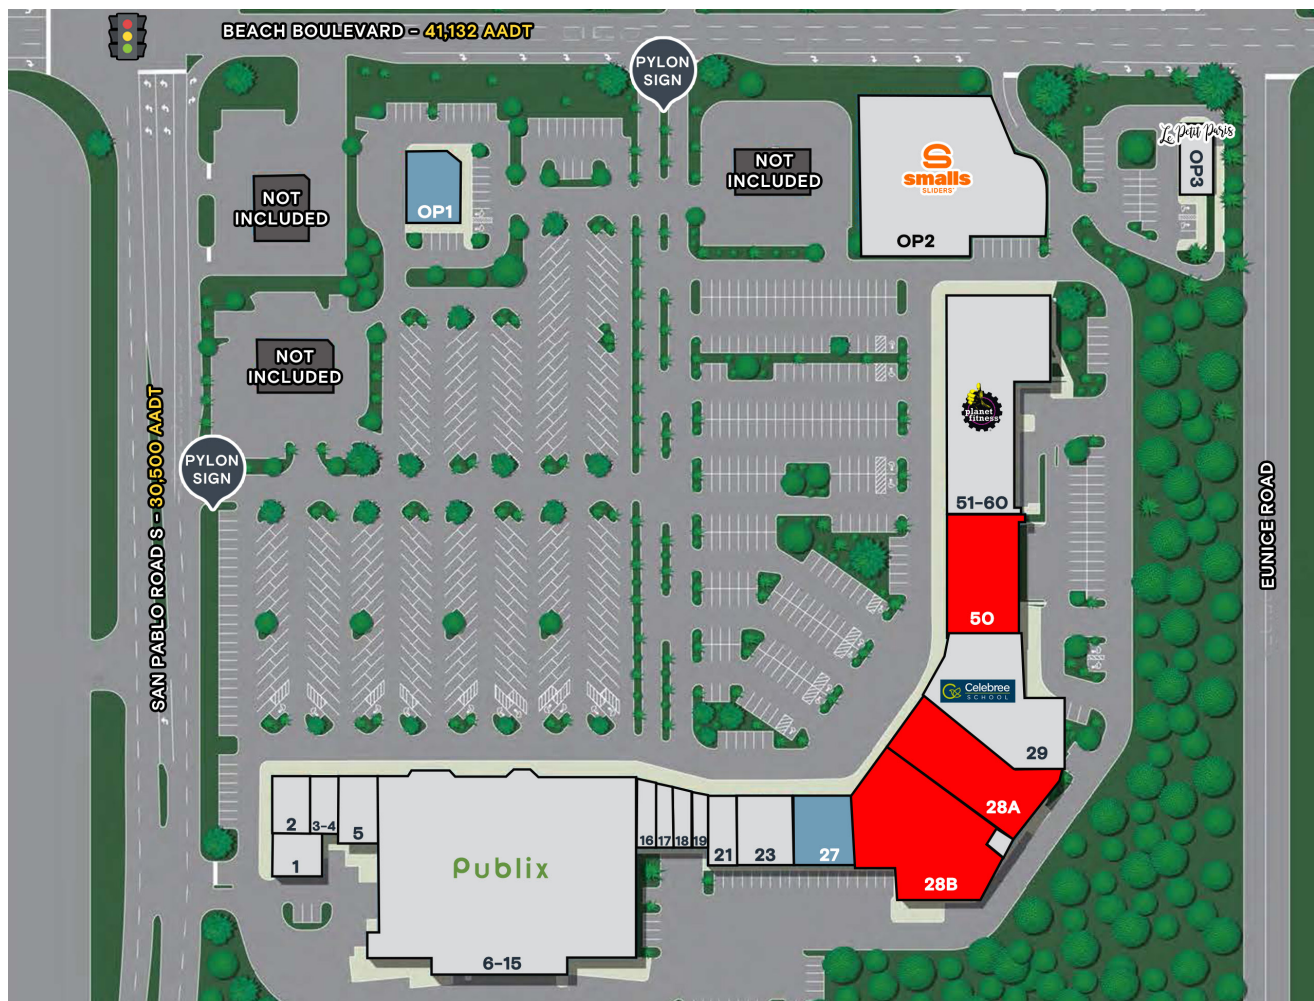 BEACH BOULEVARD - 41,132 AADT
PYLON
SIGN
NOT
INCLUDED
OP1
NOT
INCLUDED
smalls
SLIDERS
OP2
Le Petit Paris
OP3
NOT
INCLUDED
PYLON
SIGN
SAN PABLO ROAD S - 30,500 AADT
EUNICE ROAD
planet
fitness
51-60
50
Celebree
SCHOOL
29
28A
28B
2
3-4
5
1
Publix
6-15
16
17
18
19
21
23
27